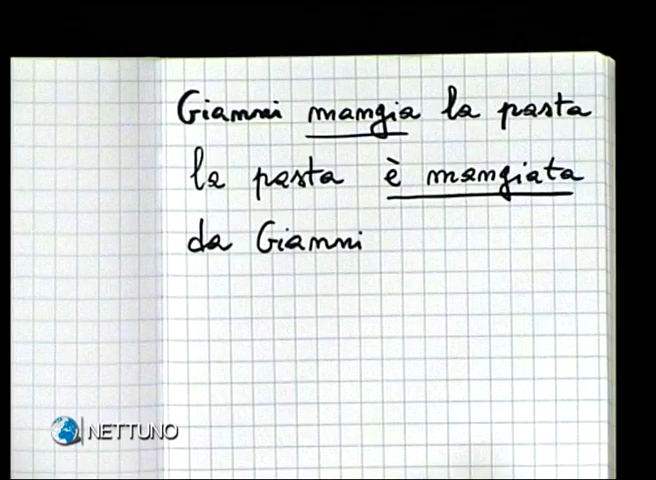 Gianni mangia la pasta
la pasta è mangiata
da Gianni
NETTUNO